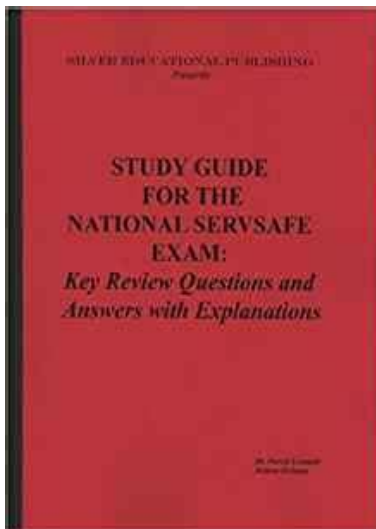 SILVER EDUCATIONAL PUBLISHING
Presents
STUDY GUIDE
FOR THE
NATIONAL SERVSAFE
EXAM:
Key Review Questions and
Answers with Explanations